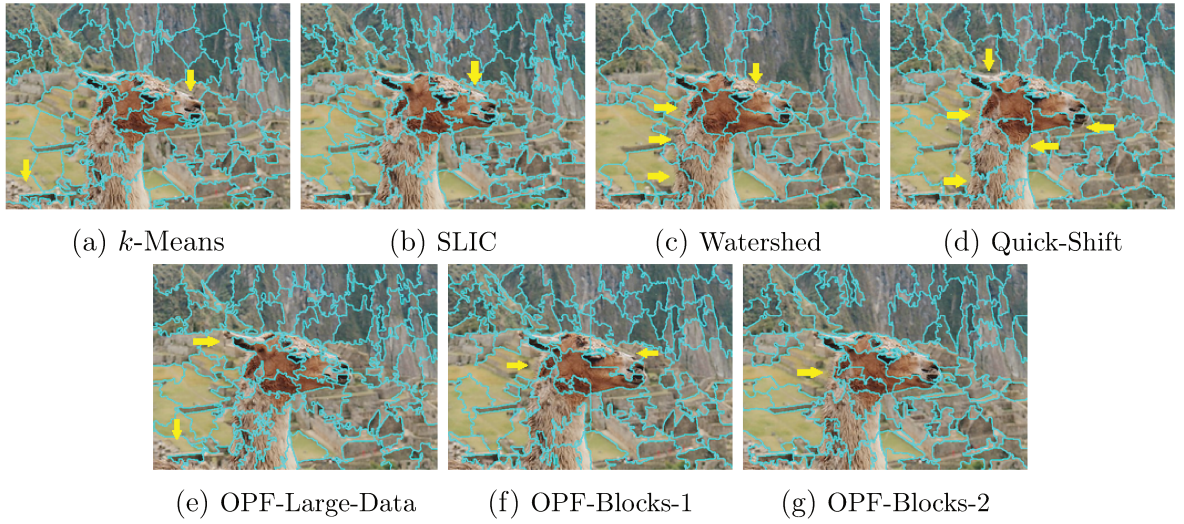 (a) k-Means
(b) SLIC
(c) Watershed
(d) Quick-Shift
(e) OPF-Large-Data
(f) OPF-Blocks-1
(g) OPF-Blocks-2